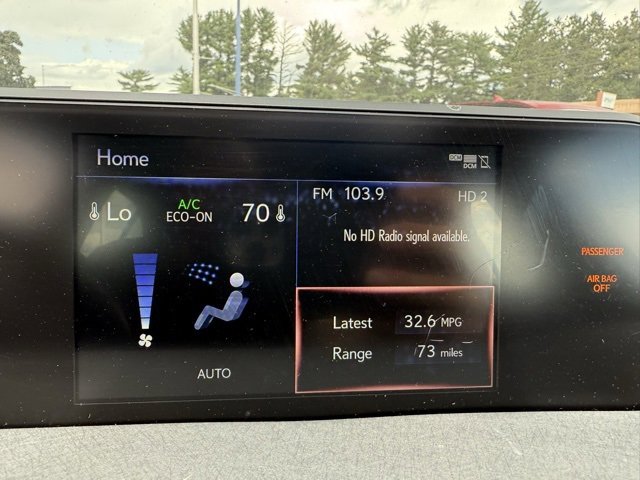 Home
DCM
DCM
FM 103.9
HD 2
Lo
A/C
ECO-ON
70
No HD Radio signal available.
PASSENGER
AIR BAG
OFF
Latest 32.6 MPG
Range 73 miles
AUTO